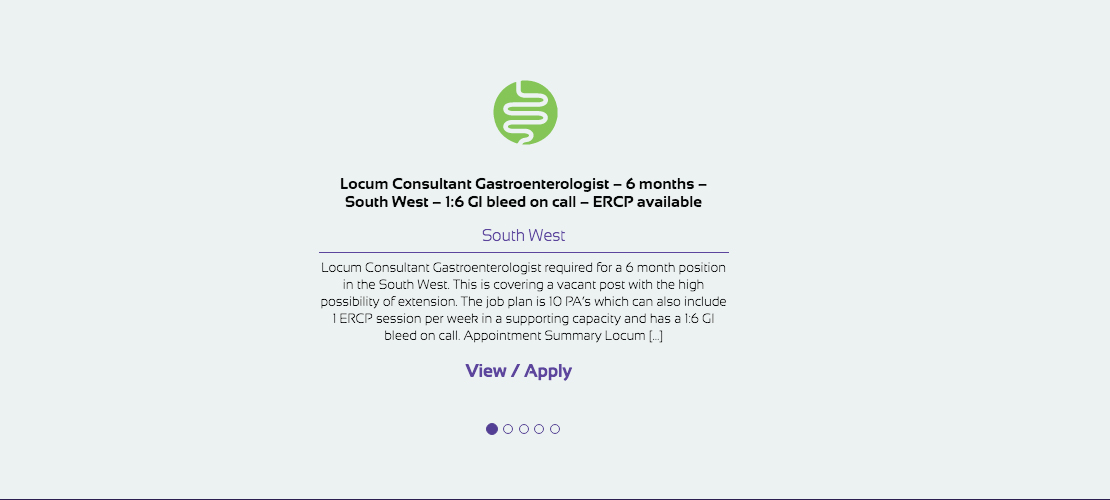 Locum Consultant Gastroenterologist – 6 months –
South West – 1:6 GI bleed on call – ERCP available
South West
Locum Consultant Gastroenterologist required for a 6 month position
in the South West. This is covering a vacant post with the high
possibility of extension. The job plan is 10 PA's which can also include
1 ERCP session per week in a supporting capacity and has a 1:6 GI
bleed on call. Appointment Summary Locum [...]
View / Apply